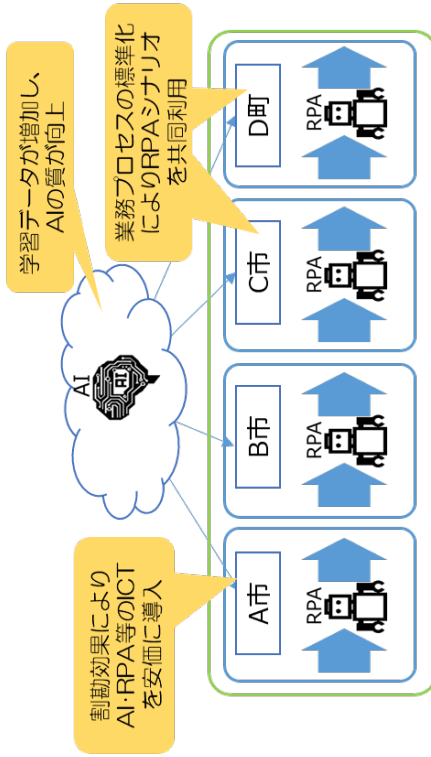 割勘効果により
AI・RPA等のICT
を安価に導入
AI
AI
学習データが増加し、
AIの質が向上
業務プロセスの標準化
によりRPAシナリオ
を共同利用
A市
RPA
B市
RPA
C市
RPA
D町
RPA